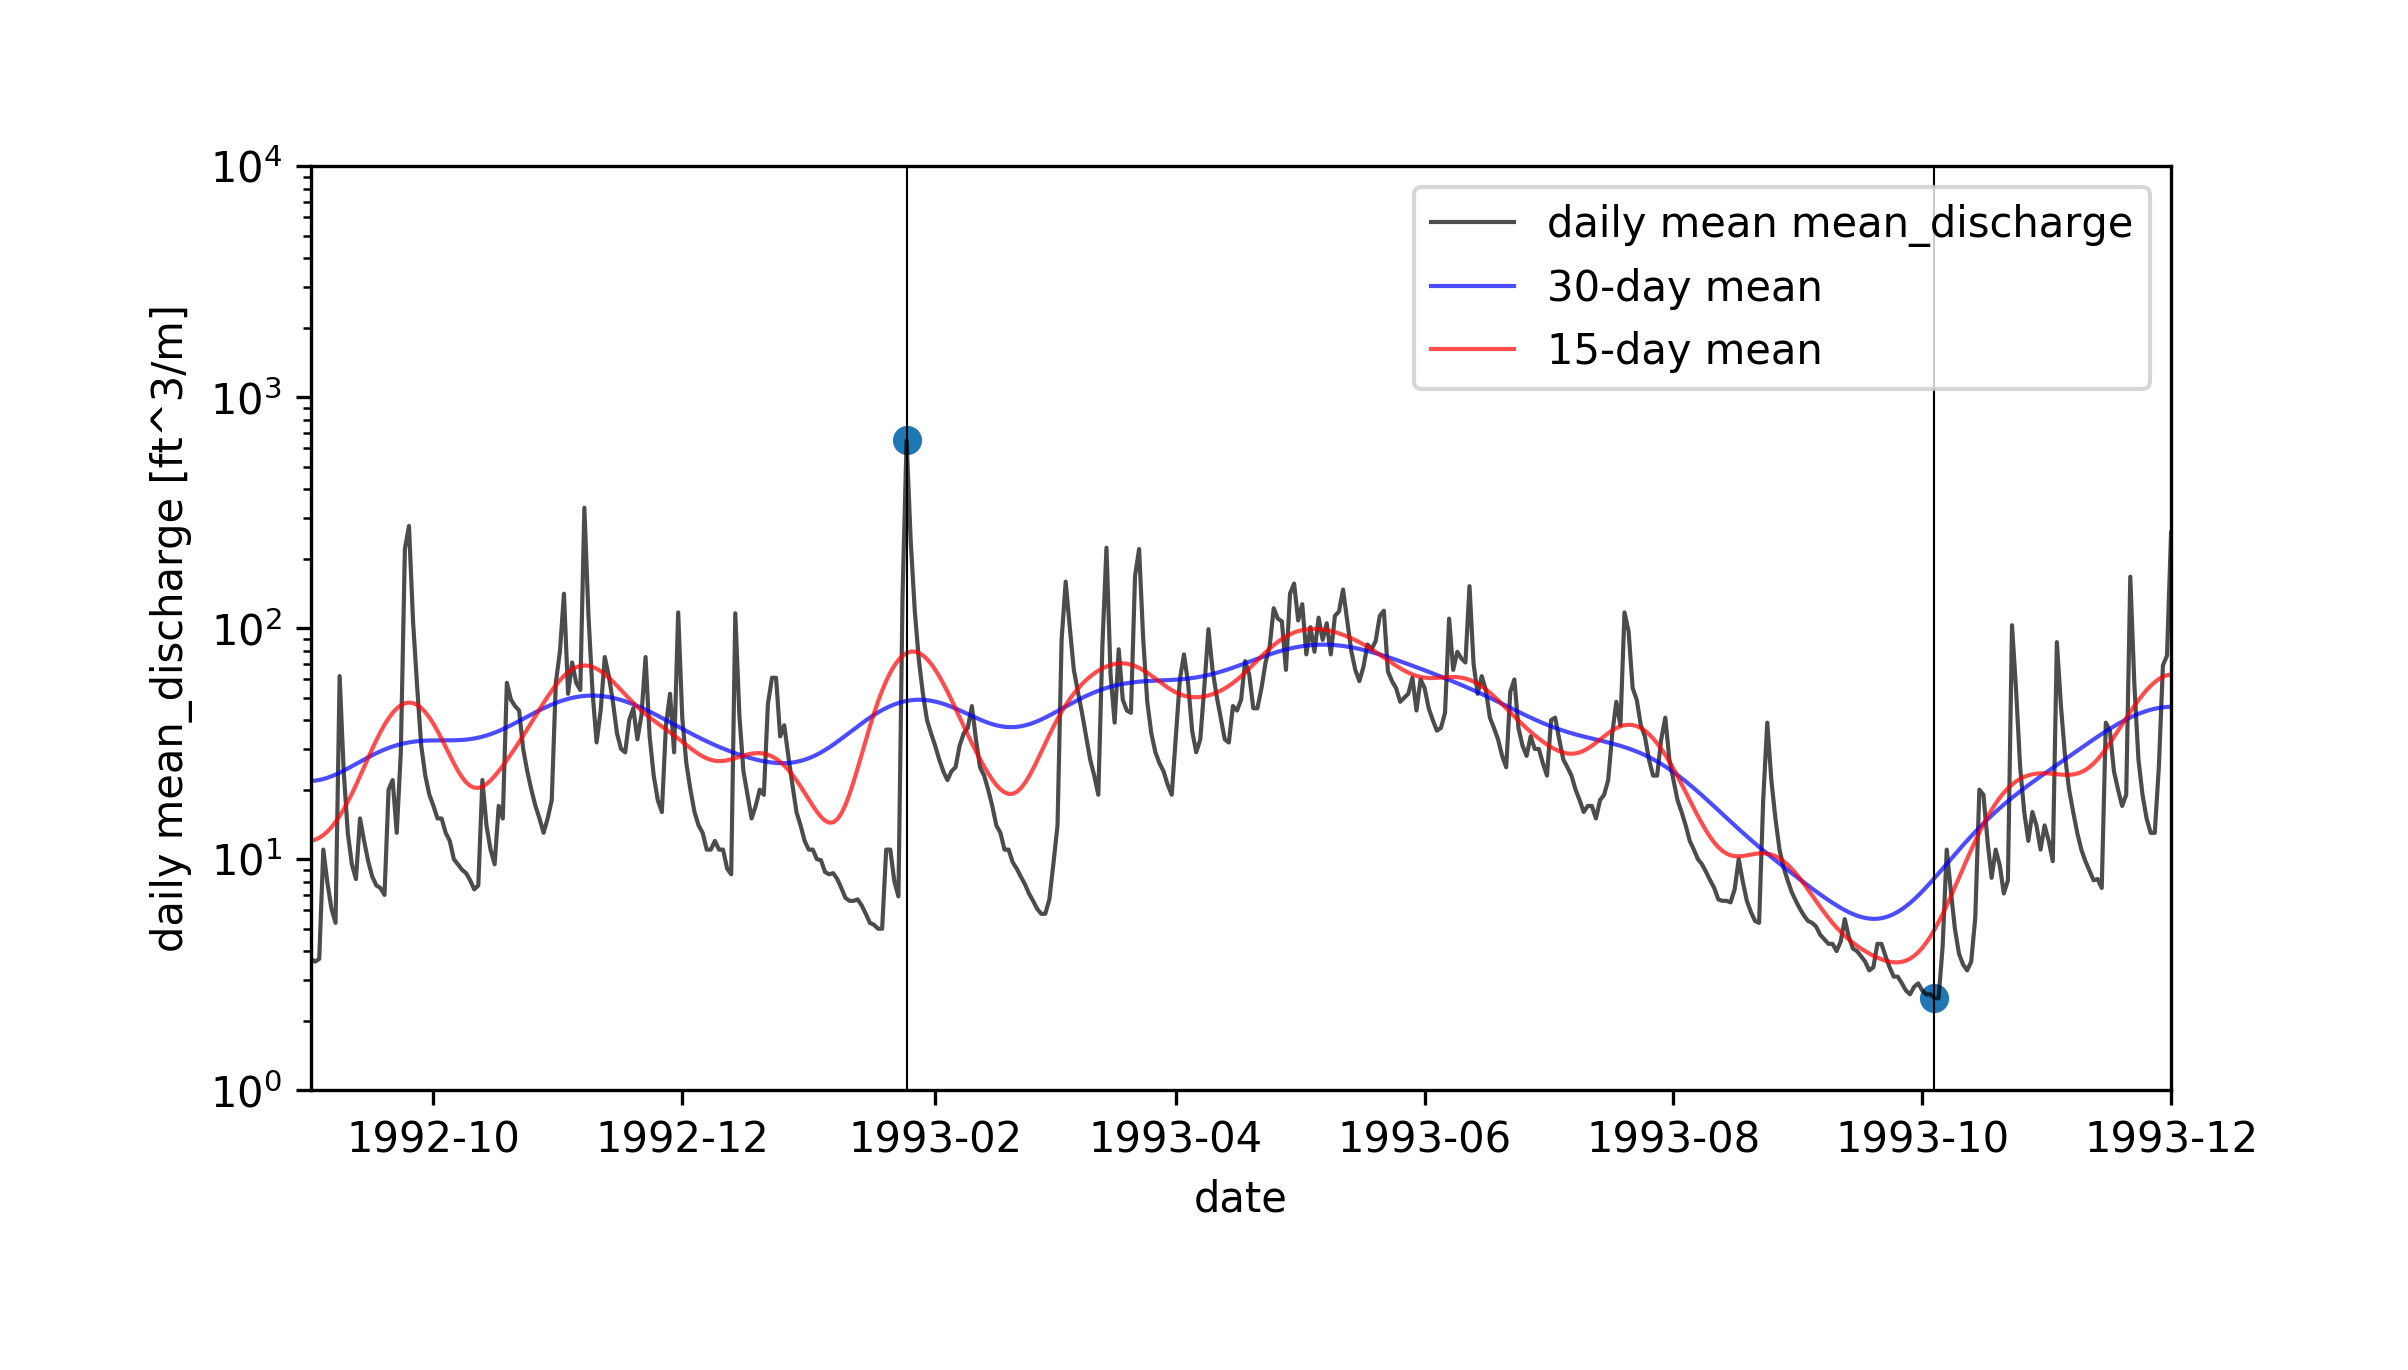 10^4
10^3
10^2
10^1
10^0
daily mean_discharge [ft^3/m]
daily mean mean_discharge
30-day mean
15-day mean
1992-10 1992-12 1993-02 1993-04 1993-06 1993-08 1993-10 1993-12
date